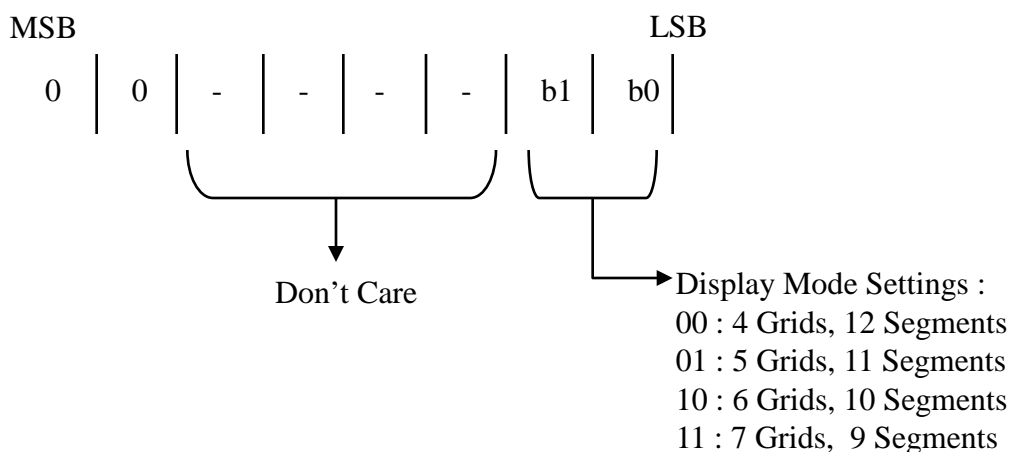 MSB LSB
0 0 - - - - b1 b0
Don’t Care
Display Mode Settings :
00 : 4 Grids, 12 Segments
01 : 5 Grids, 11 Segments
10 : 6 Grids, 10 Segments
11 : 7 Grids, 9 Segments